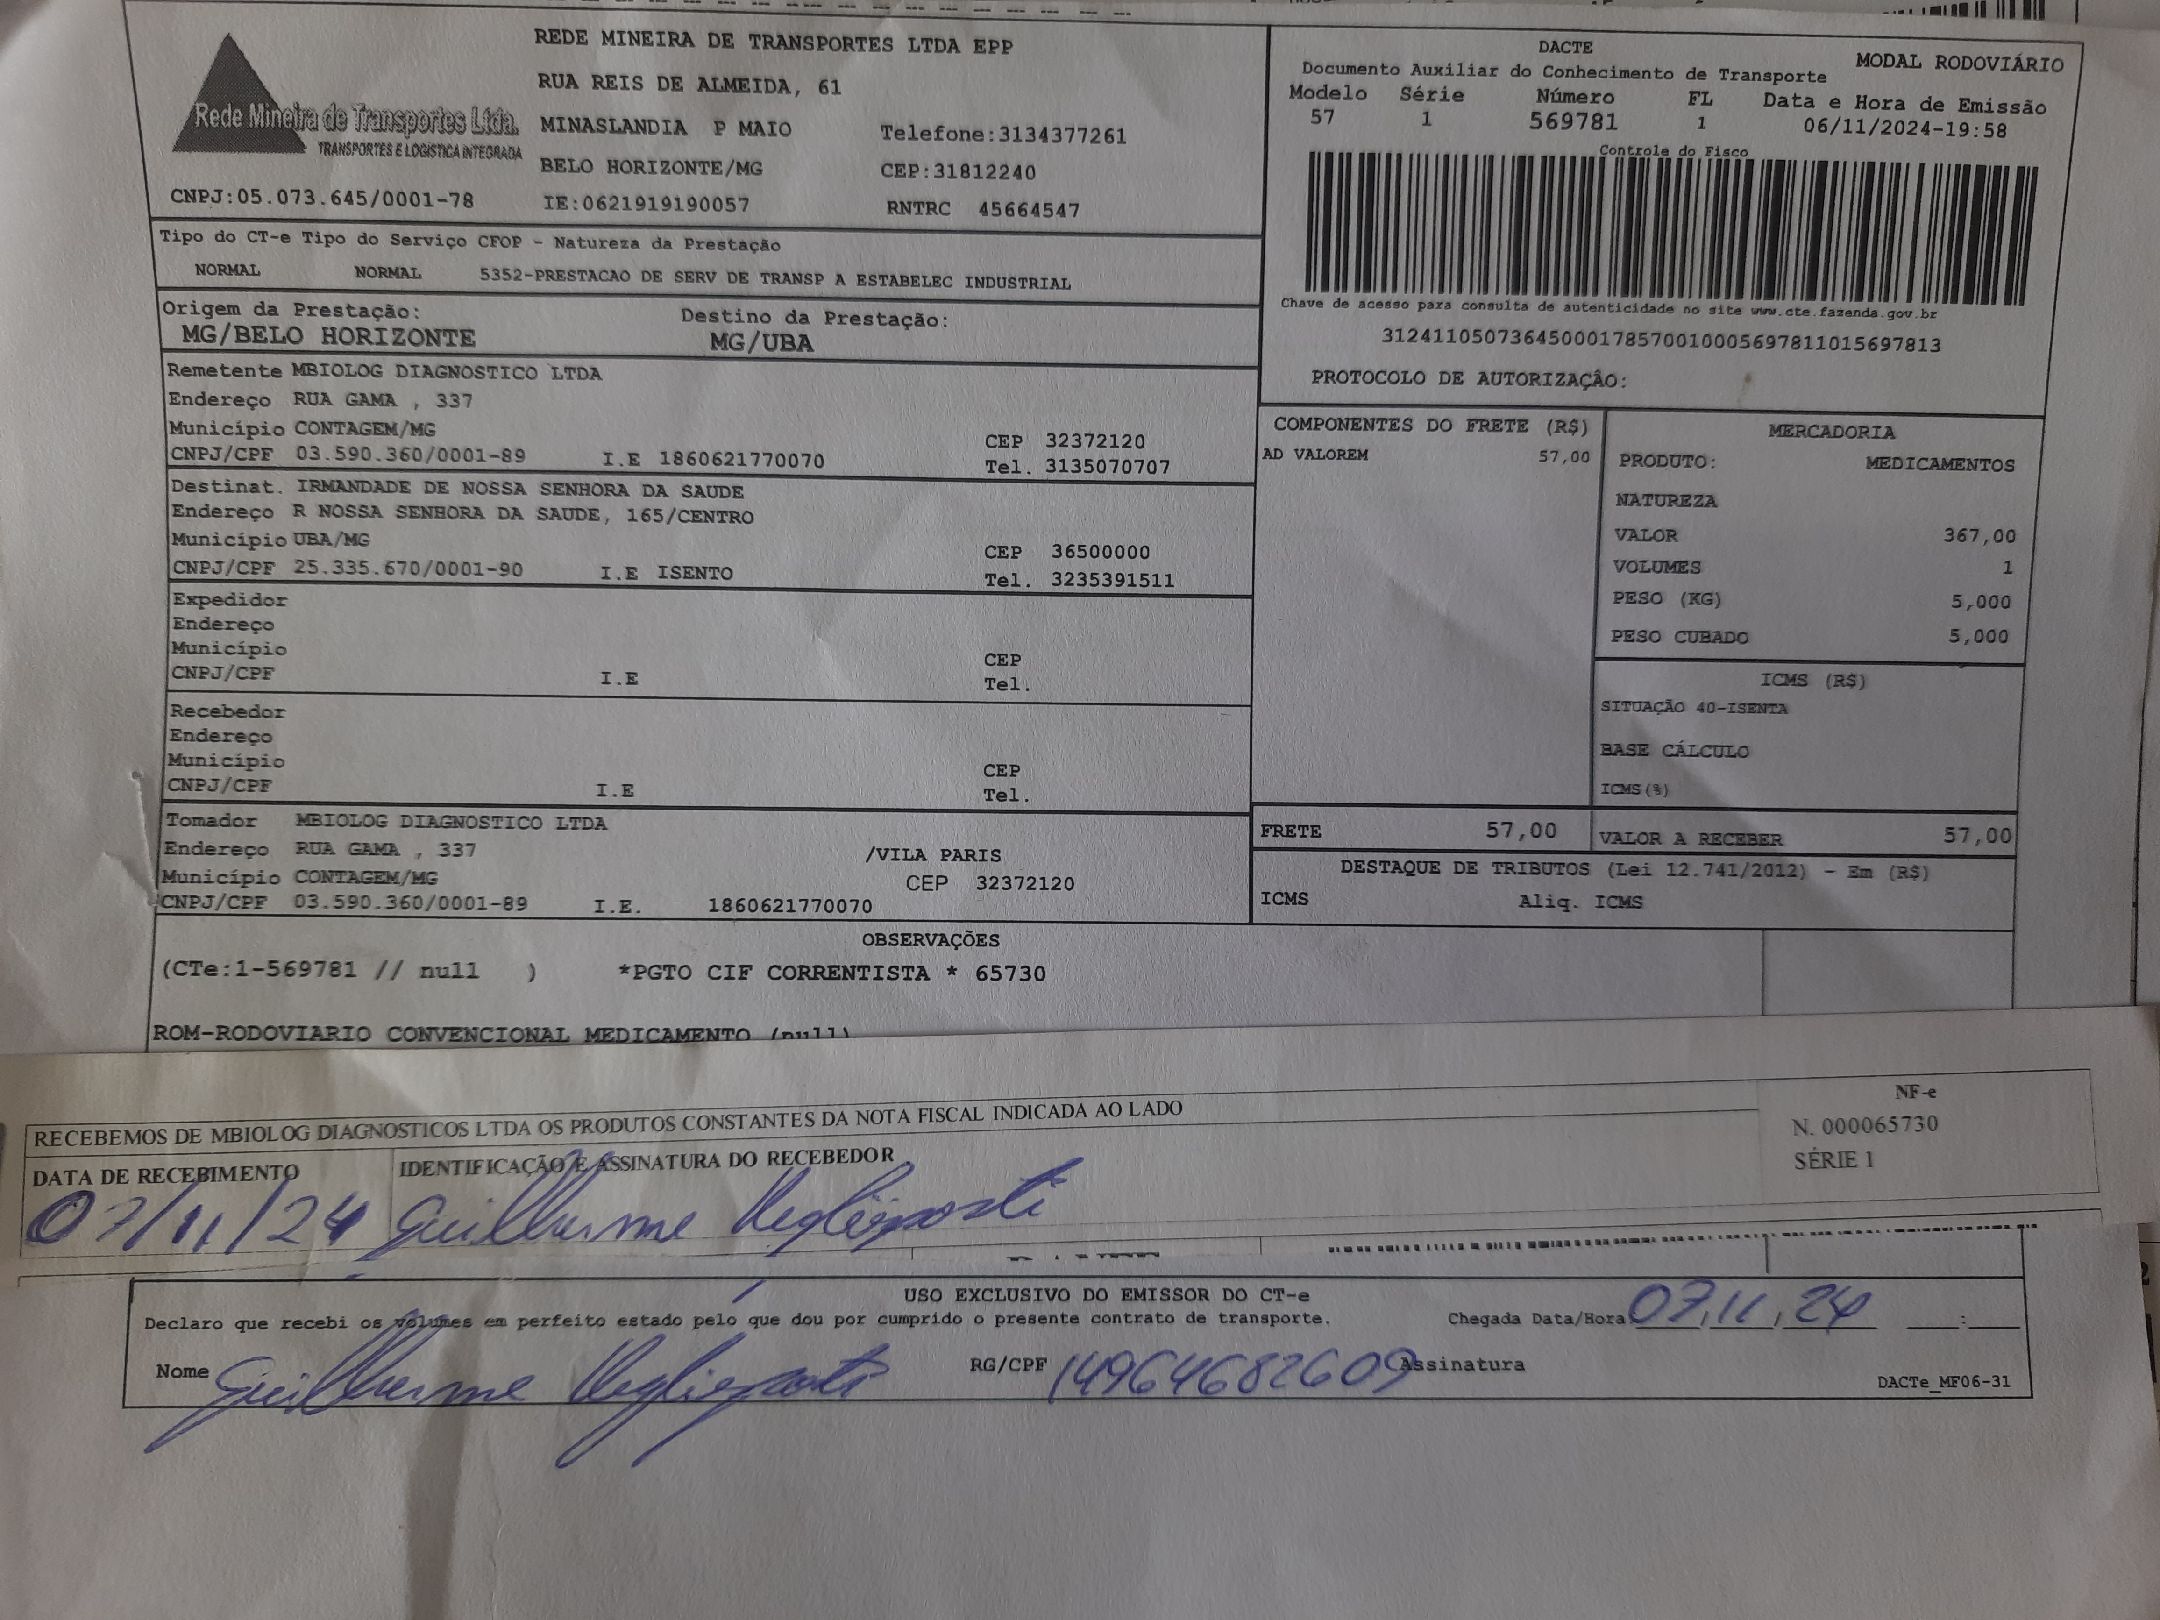 REDE MINEIRA DE TRANSPORTES LTDA EPP
RUA REIS DE ALMEIDA, 61
Rede Mineira de Transportes Ltda.
TRANSPORTES E LOGÍSTICA INTEGRADA
MINASLANDIA P MAIO Telefone:3134377261
BELO HORIZONTE/MG CEP:31812240
CNPJ:05.073.645/0001-78 IE:0621919190057 RNTRC 45664547
DACTE
MODAL RODOVIÁRIO
Documento Auxiliar do Conhecimento de Transporte
Modelo Série Número FL Data e Hora de Emissão
57 1 569781 1 06/11/2024-19:58
Controle do Fisco
Chave de acesso para consulta de autenticidade no site www.cte.fazenda.gov.br
31241105073645000178570010005697811015697813
PROTOCOLO DE AUTORIZAÇÃO:
Tipo do CT-e Tipo do Serviço CFOP - Natureza da Prestação
NORMAL NORMAL 5352-PRESTACAO DE SERV DE TRANSP A ESTABELEC INDUSTRIAL
Origem da Prestação: Destino da Prestação:
MG/BELO HORIZONTE MG/UBA
Remetente MBIOLOG DIAGNOSTICO LTDA
Endereço RUA GAMA , 337
Município CONTAGEM/MG CEP 32372120
CNPJ/CPF 03.590.360/0001-89 I.E 1860621770070 Tel. 3135070707
Destinat. IRMANDADE DE NOSSA SENHORA DA SAUDE
Endereço R NOSSA SENHORA DA SAUDE, 165/CENTRO
Município UBA/MG CEP 36500000
CNPJ/CPF 25.335.670/0001-90 I.E ISENTO Tel. 3235391511
Expedidor
Endereço
Município CEP
CNPJ/CPF I.E Tel.
Recebedor
Endereço
Município CEP
CNPJ/CPF I.E Tel.
Tomador MBIOLOG DIAGNOSTICO LTDA
Endereço RUA GAMA , 337 /VILA PARIS
Município CONTAGEM/MG CEP 32372120
CNPJ/CPF 03.590.360/0001-89 I.E. 1860621770070
COMPONENTES DO FRETE (R$)
AD VALOREM 57,00
MERCADORIA
PRODUTO: MEDICAMENTOS
NATUREZA
VALOR 367,00
VOLUMES 1
PESO (KG) 5,000
PESO CUBADO 5,000
ICMS (R$)
SITUAÇÃO 40-ISENTA
BASE CÁLCULO
ICMS(%)
FRETE 57,00 VALOR A RECEBER 57,00
DESTAQUE DE TRIBUTOS (Lei 12.741/2012) - Em (R$)
ICMS Aliq. ICMS
OBSERVAÇÕES
(CTe:1-569781 // null ) *PGTO CIF CORRENTISTA * 65730
ROM-RODOVIARIO CONVENCIONAL MEDICAMENTO (null)
RECEBEMOS DE MBIOLOG DIAGNOSTICOS LTDA OS PRODUTOS CONSTANTES DA NOTA FISCAL INDICADA AO LADO
NF-e
N. 000065730
SÉRIE 1
DATA DE RECEBIMENTO IDENTIFICAÇÃO E ASSINATURA DO RECEBEDOR
07/11/24 Guilherme
USO EXCLUSIVO DO EMISSOR DO CT-e
Declaro que recebi os volumes em perfeito estado pelo que dou por cumprido o presente contrato de transporte. Chegada Data/Hora 07,11,24 :
Nome Guilherme RG/CPF 14964682609 Assinatura
DACTe_MF06-31